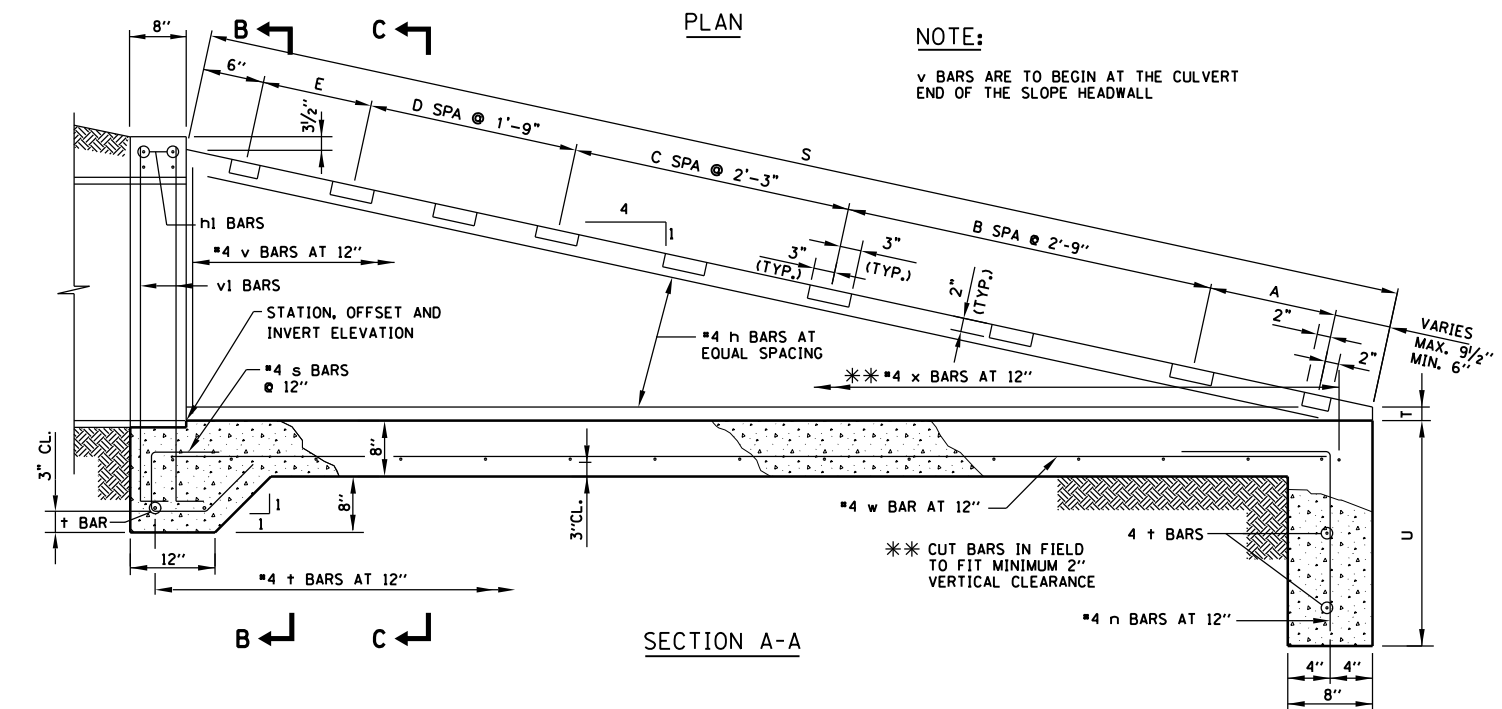 PLAN
NOTE:
v BARS ARE TO BEGIN AT THE CULVERT
END OF THE SLOPE HEADWALL
8"
B
C
6"
E
D SPA @ 1'-9"
C SPA @ 2'-3"
S
B SPA @ 2'-9"
A
3½"
4
1
3"
(TYP.)
3"
(TYP.)
2"
(TYP.)
2"
2"
VARIES
MAX. 9½"
MIN. 6"
h1 BARS
#4 v BARS AT 12"
v1 BARS
STATION, OFFSET AND
INVERT ELEVATION
#4 h BARS AT
EQUAL SPACING
#4 s BARS
@ 12"
** #4 x BARS AT 12"
T
3" CL.
8"
8"
3"CL.
t BAR
1
1
#4 w BAR AT 12"
4 t BARS
U
12"
** CUT BARS IN FIELD
TO FIT MINIMUM 2"
VERTICAL CLEARANCE
#4 t BARS AT 12"
#4 n BARS AT 12"
B
C
SECTION A-A
4"
4"
8"